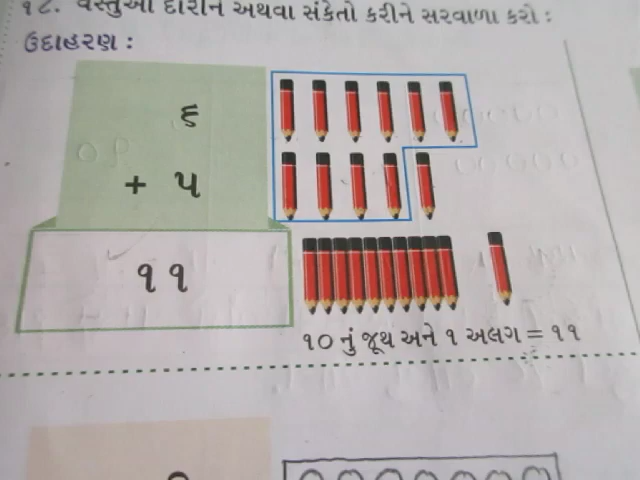 ૧૮. વસ્તુઓ દોરીને અથવા સંકેતો કરીને સરવાળા કરો :
ઉદાહરણ :
૬
+ ૫
૧૧
૧૦ નું જૂથ અને ૧ અલગ = ૧૧